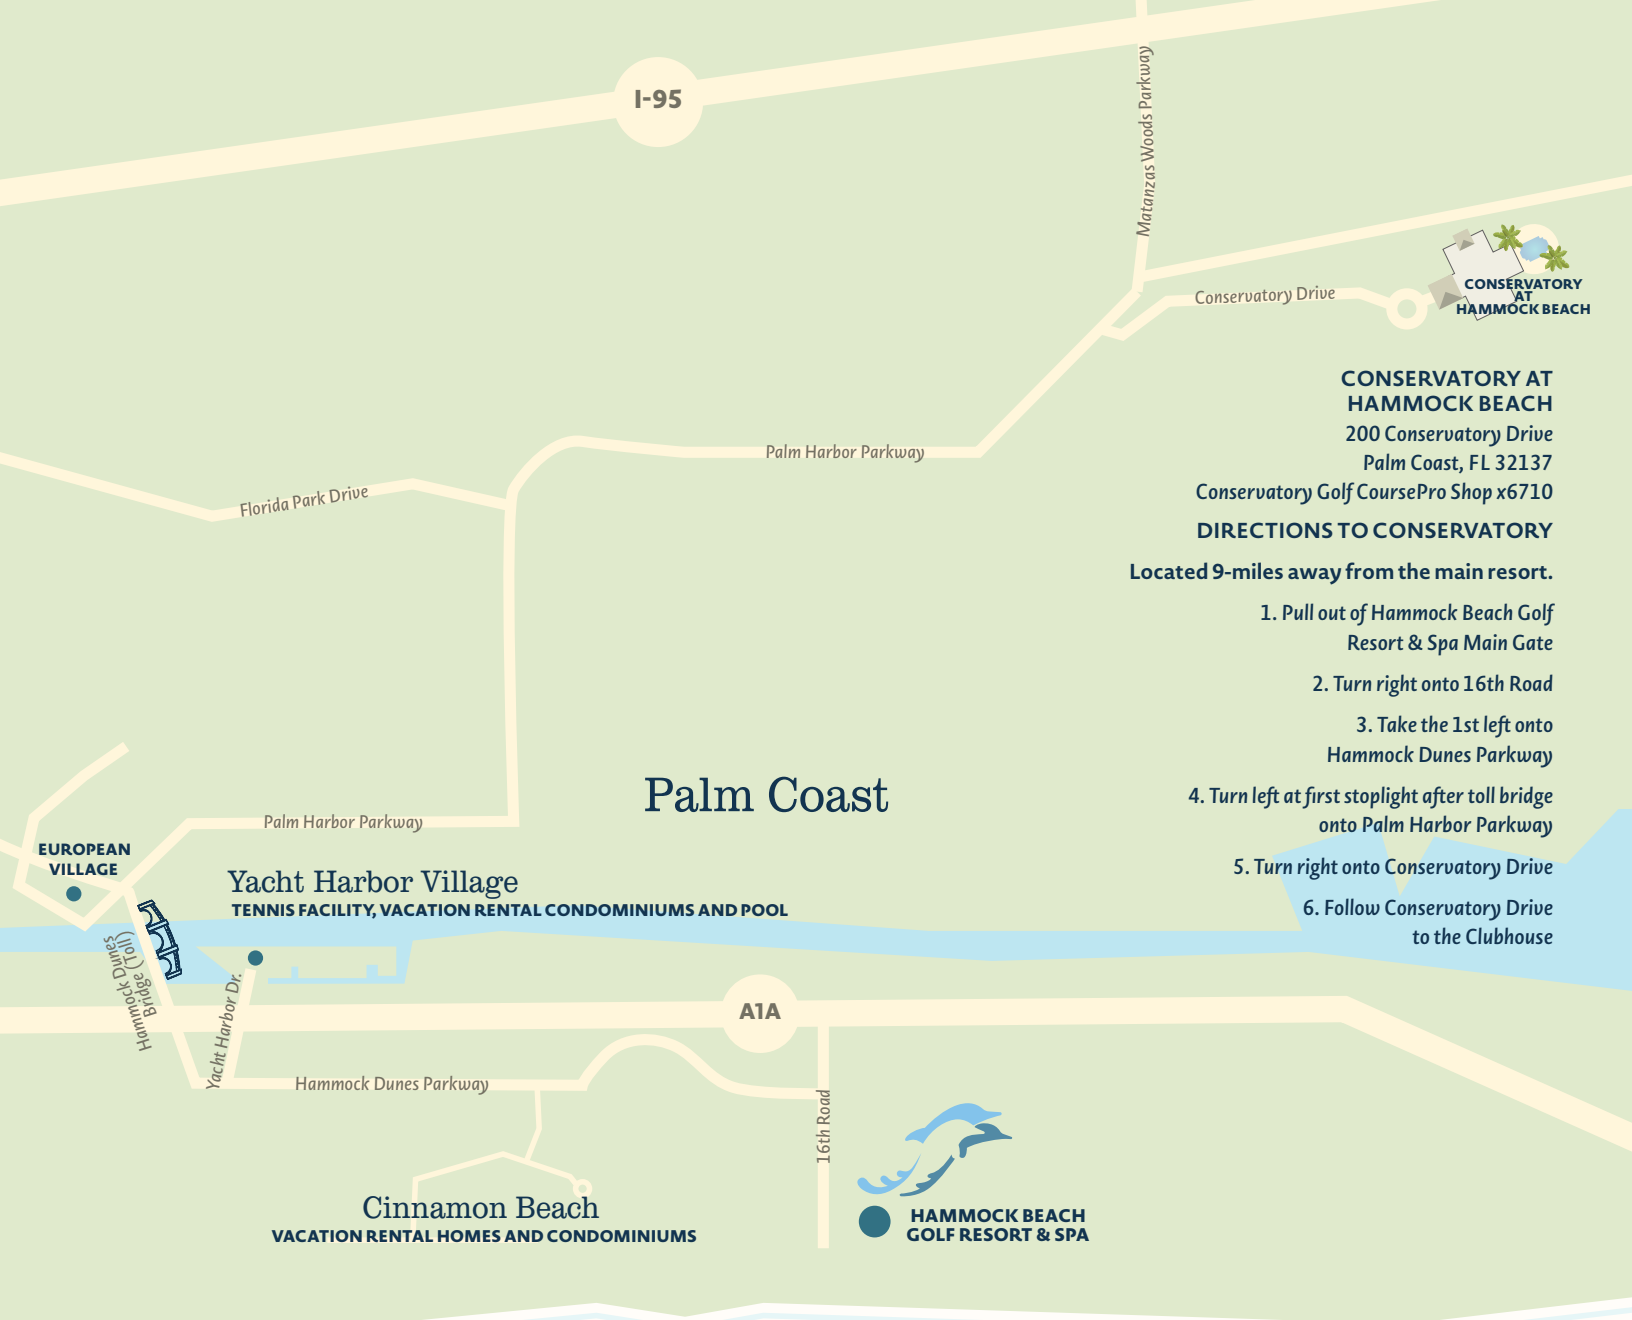 I-95
Matanzas Woods Parkway
Conservatory Drive
CONSERVATORY
AT
HAMMOCK BEACH
CONSERVATORY AT
HAMMOCK BEACH
200 Conservatory Drive
Palm Coast, FL 32137
Conservatory Golf CoursePro Shop x6710
DIRECTIONS TO CONSERVATORY
Located 9-miles away from the main resort.
1. Pull out of Hammock Beach Golf
Resort & Spa Main Gate
2. Turn right onto 16th Road
3. Take the 1st left onto
Hammock Dunes Parkway
4. Turn left at first stoplight after toll bridge
onto Palm Harbor Parkway
5. Turn right onto Conservatory Drive
6. Follow Conservatory Drive
to the Clubhouse
Palm Harbor Parkway
Florida Park Drive
Palm Coast
Palm Harbor Parkway
EUROPEAN
VILLAGE
Yacht Harbor Village
TENNIS FACILITY, VACATION RENTAL CONDOMINIUMS AND POOL
Hammock Dunes
Bridge (Toll)
Yacht Harbor Dr.
A1A
Hammock Dunes Parkway
16th Road
Cinnamon Beach
VACATION RENTAL HOMES AND CONDOMINIUMS
HAMMOCK BEACH
GOLF RESORT & SPA